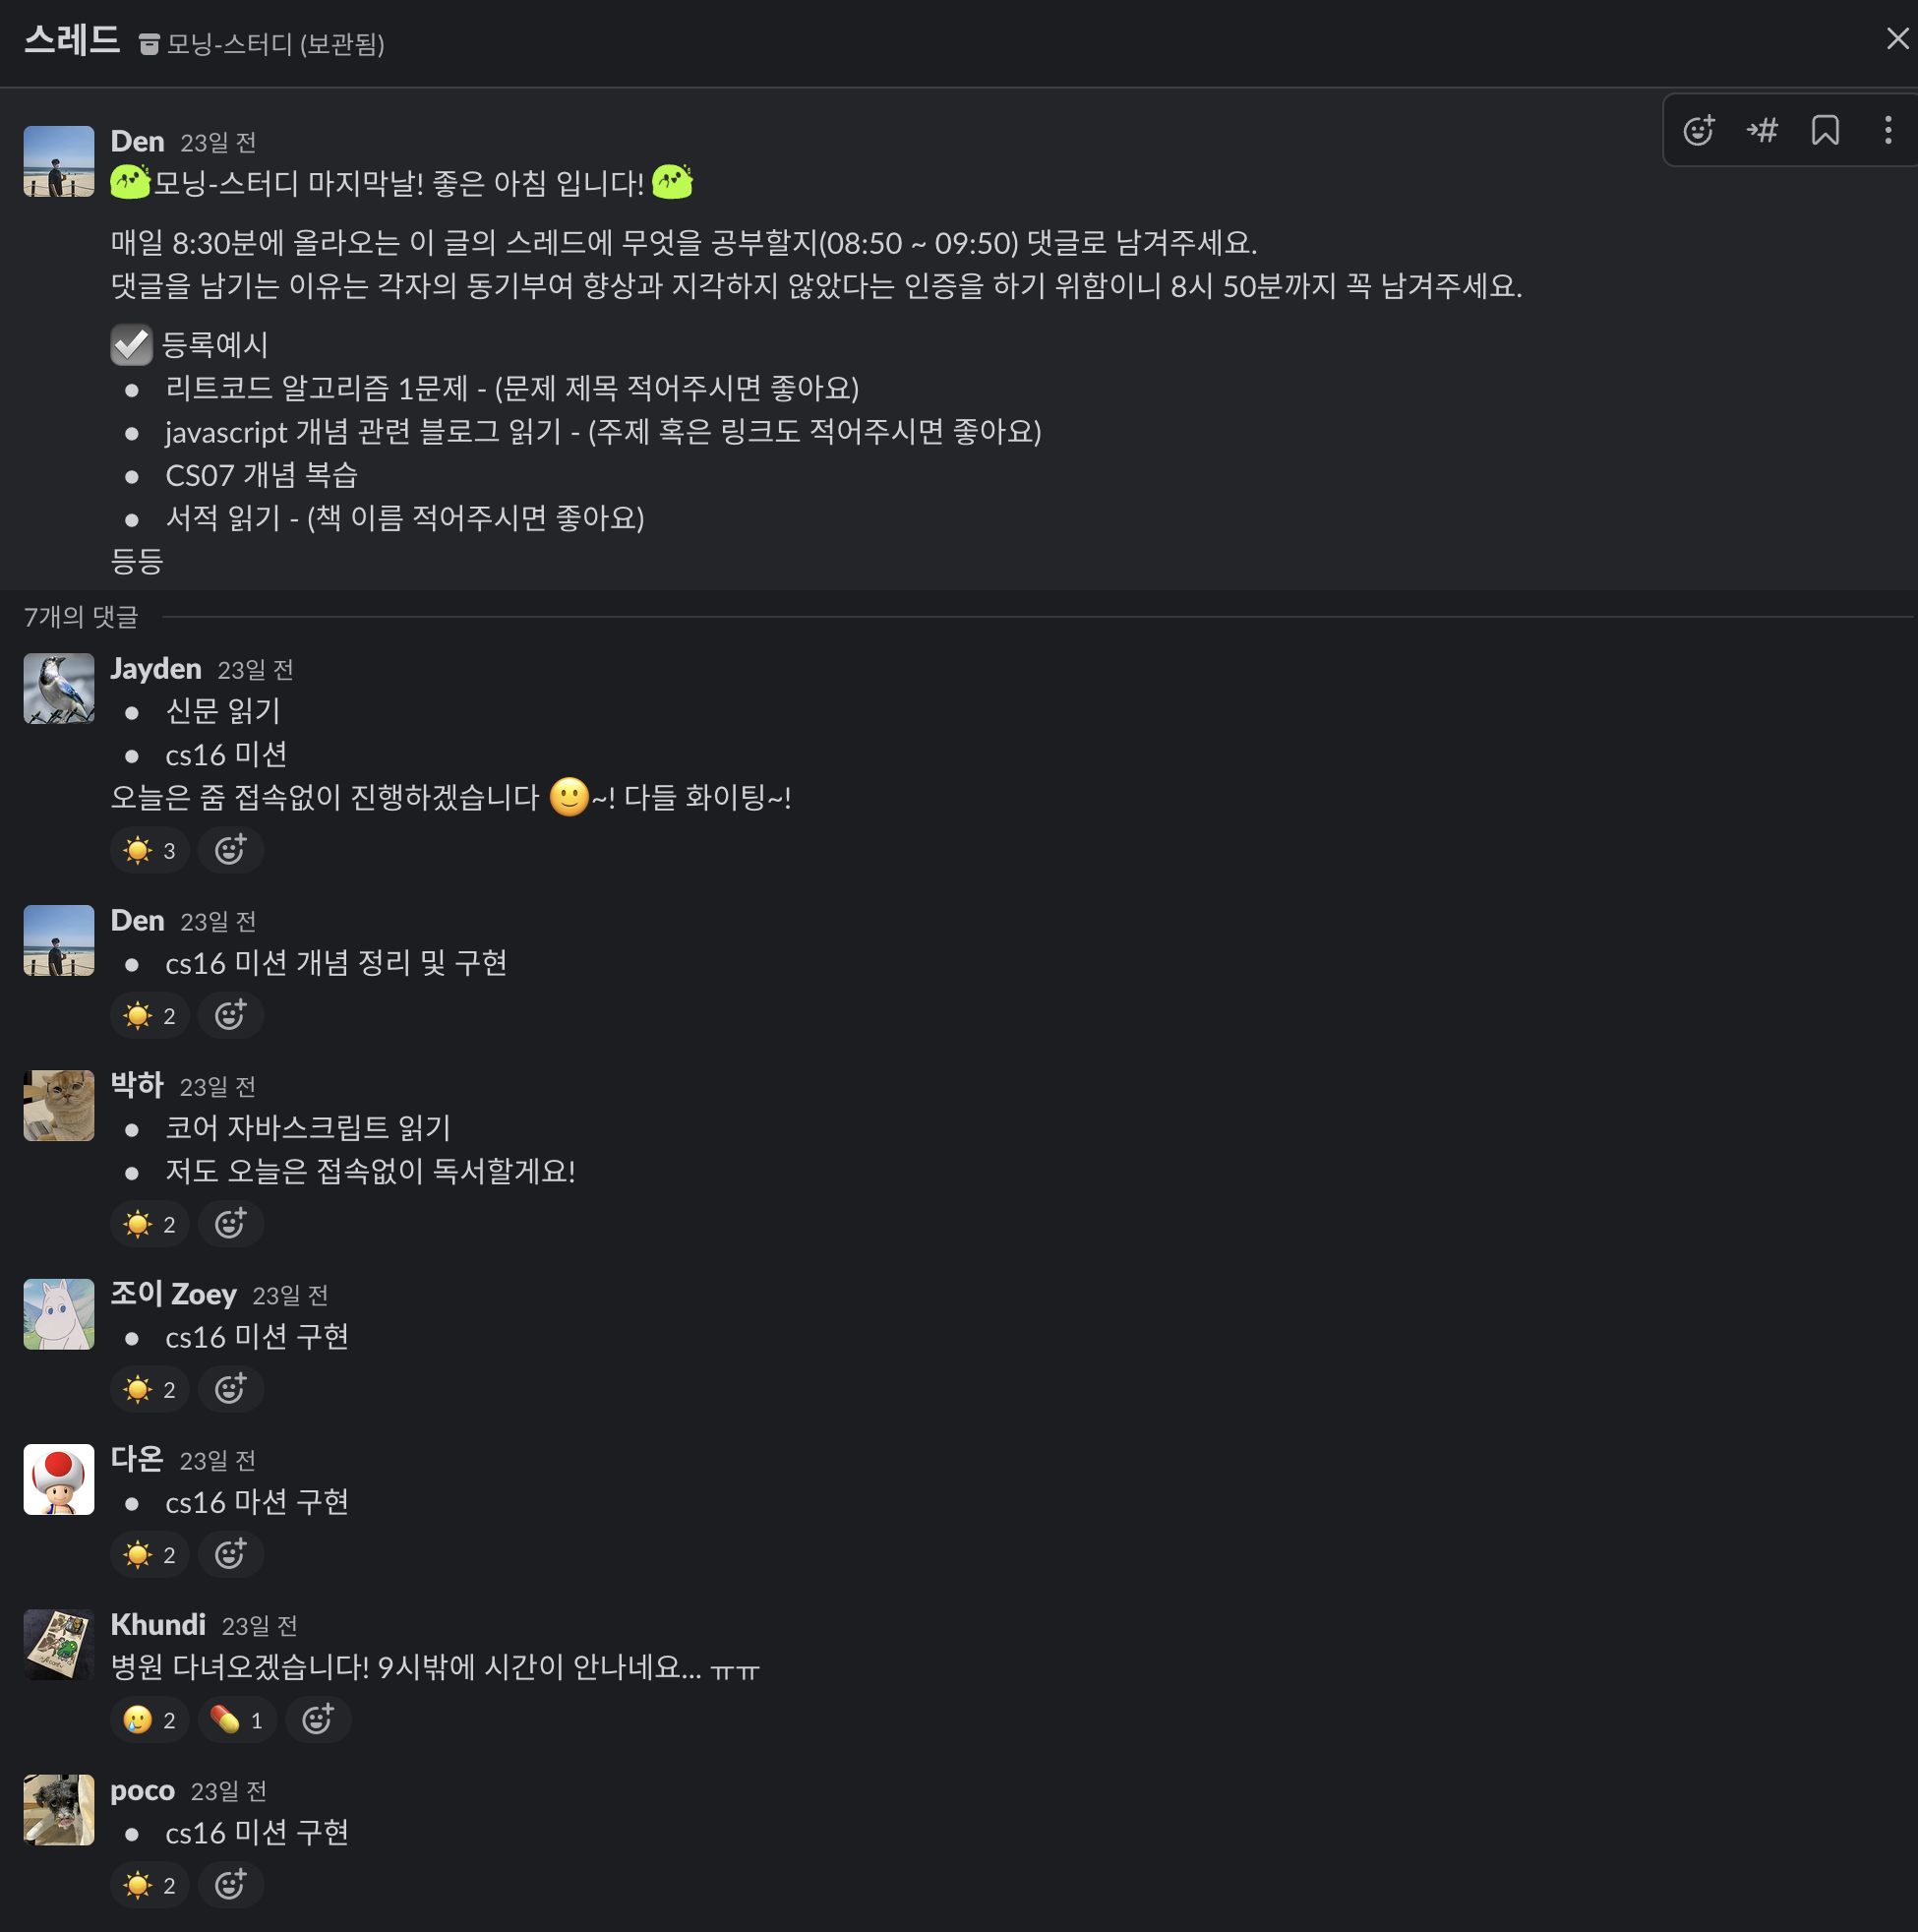 스레드 모닝-스터디 (보관됨)
Den 23일 전
모닝-스터디 마지막날! 좋은 아침 입니다!
매일 8:30분에 올라오는 이 글의 스레드에 무엇을 공부할지(08:50 ~ 09:50) 댓글로 남겨주세요.
댓글을 남기는 이유는 각자의 동기부여 향상과 지각하지 않았다는 인증을 하기 위함이니 8시 50분까지 꼭 남겨주세요.
등록예시
• 리트코드 알고리즘 1문제 - (문제 제목 적어주시면 좋아요)
• javascript 개념 관련 블로그 읽기 - (주제 혹은 링크도 적어주시면 좋아요)
• CS07 개념 복습
• 서적 읽기 - (책 이름 적어주시면 좋아요)
등등
7개의 댓글
Jayden 23일 전
• 신문 읽기
• cs16 미션
오늘은 줌 접속없이 진행하겠습니다 🙂~! 다들 화이팅~!
☀️ 3
Den 23일 전
• cs16 미션 개념 정리 및 구현
☀️ 2
박하 23일 전
• 코어 자바스크립트 읽기
• 저도 오늘은 접속없이 독서할게요!
☀️ 2
조이 Zoey 23일 전
• cs16 미션 구현
☀️ 2
다온 23일 전
• cs16 마션 구현
☀️ 2
Khundi 23일 전
병원 다녀오겠습니다! 9시밖에 시간이 안나네요... ㅠㅠ
🥲 2 💊 1
poco 23일 전
• cs16 미션 구현
☀️ 2